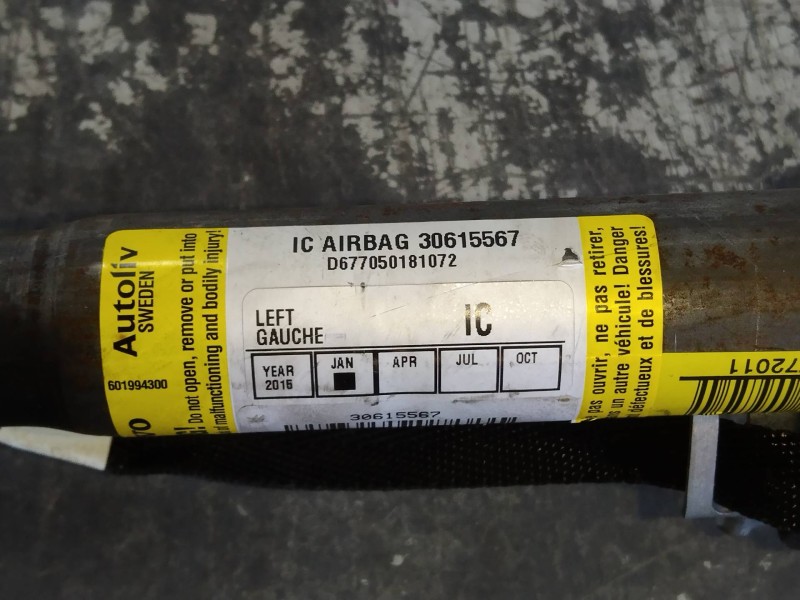 IC AIRBAG 30615567
D677050181072
LEFT
GAUCHE
IC
YEAR
2016
JAN
APR
JUL
OCT
30615567
Autoliv
SWEDEN
601994300
Do not open, remove or put into
malfunctioning and bodily injury!
pas ouvrir, ne pas retirer,
un autre véhicule! Danger
défectueux et de blessures!
72011